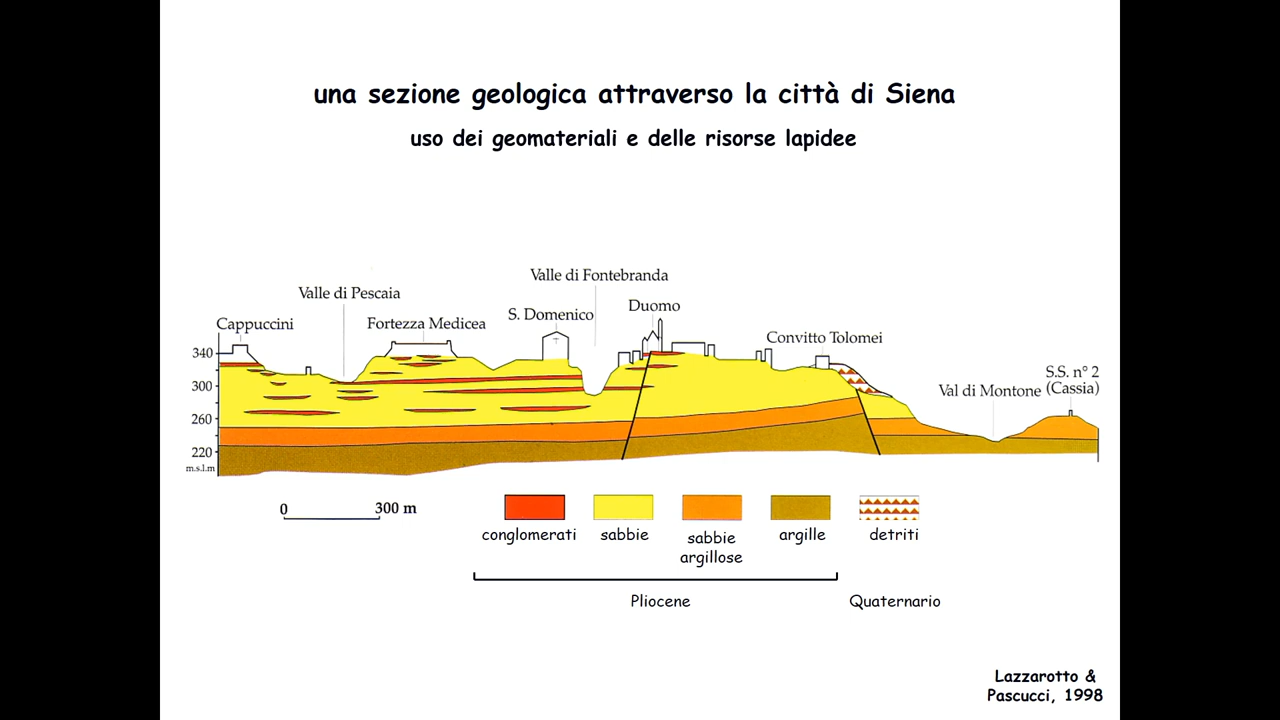 una sezione geologica attraverso la città di Siena
uso dei geomateriali e delle risorse lapidee
Valle di Fontebranda
Valle di Pescaia
Duomo
S. Domenico
Cappuccini
Fortezza Medicea
Convitto Tolomei
340
300
260
220
m.s.l.m
S.S. n° 2
Val di Montone (Cassia)
0 300 m
conglomerati
sabbie
sabbie
argillose
argille
detriti
Pliocene
Quaternario
Lazzarotto &
Pascucci, 1998